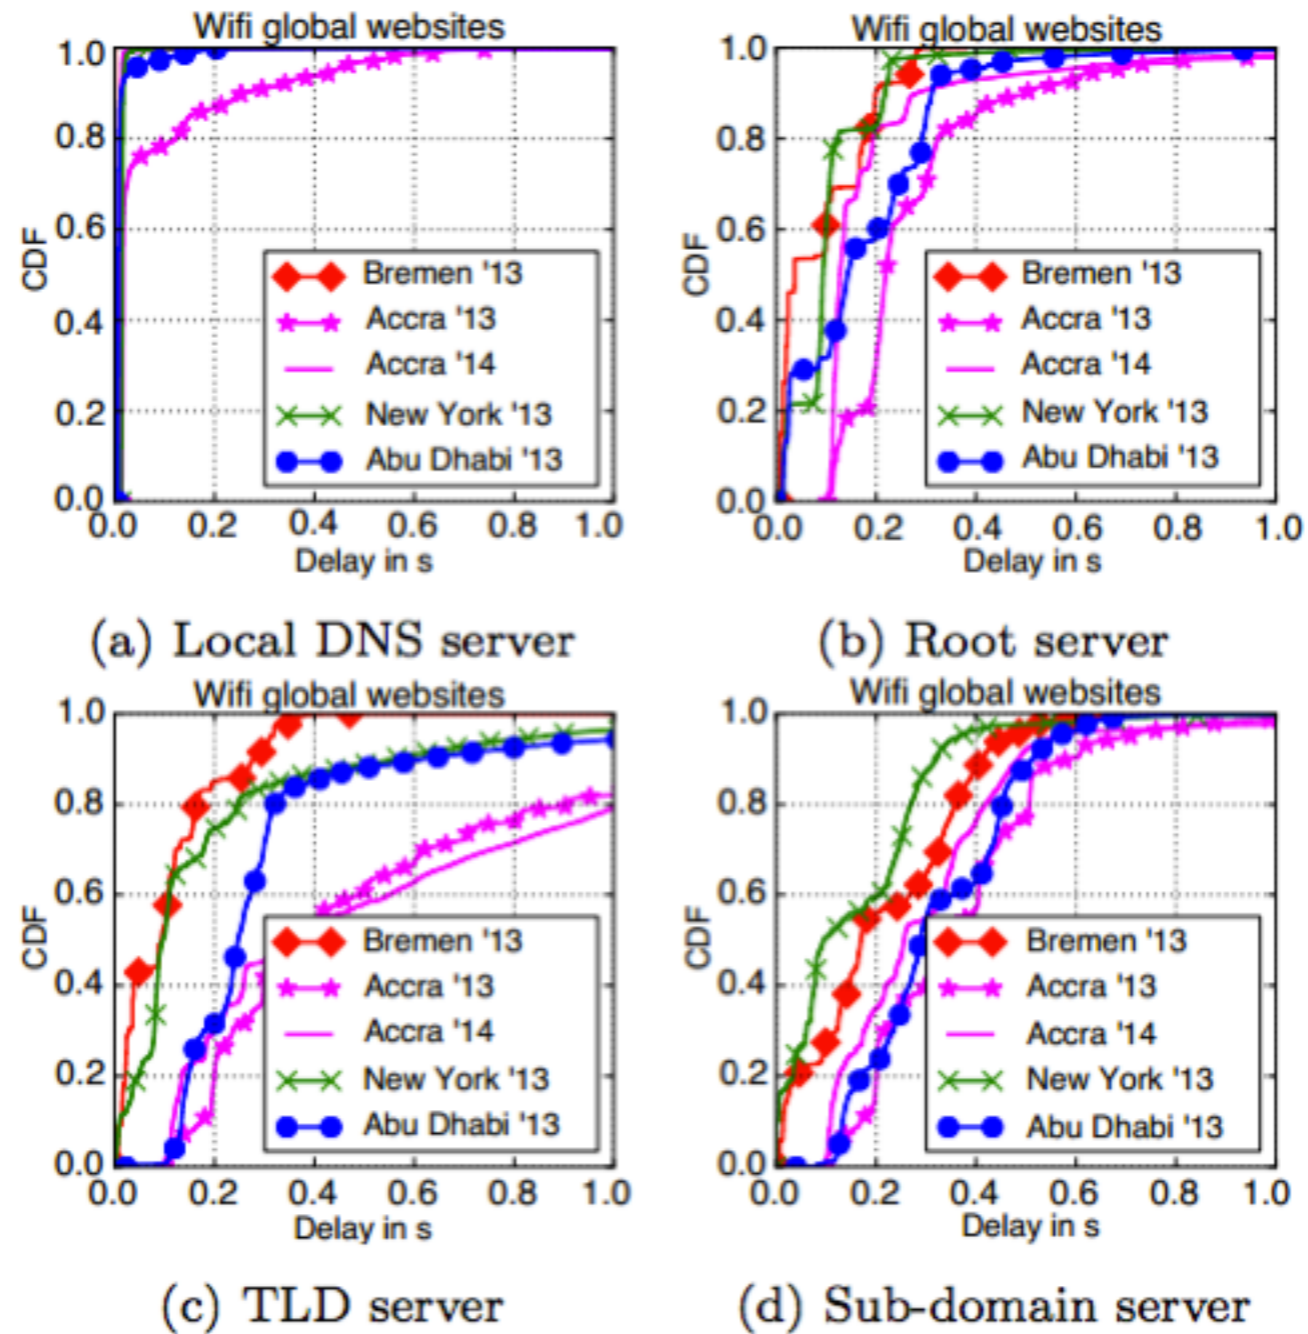 Wifi global websites
1.0
0.8
0.6
0.4
0.2
0.0
CDF
Bremen '13
Accra '13
Accra '14
New York '13
Abu Dhabi '13
0.0 0.2 0.4 0.6 0.8 1.0
Delay in s
(a) Local DNS server
Wifi global websites
1.0
0.8
0.6
0.4
0.2
0.0
CDF
Bremen '13
Accra '13
Accra '14
New York '13
Abu Dhabi '13
0.0 0.2 0.4 0.6 0.8 1.0
Delay in s
(b) Root server
Wifi global websites
1.0
0.8
0.6
0.4
0.2
0.0
CDF
Bremen '13
Accra '13
Accra '14
New York '13
Abu Dhabi '13
0.0 0.2 0.4 0.6 0.8 1.0
Delay in s
(c) TLD server
Wifi global websites
1.0
0.8
0.6
0.4
0.2
0.0
CDF
Bremen '13
Accra '13
Accra '14
New York '13
Abu Dhabi '13
0.0 0.2 0.4 0.6 0.8 1.0
Delay in s
(d) Sub-domain server